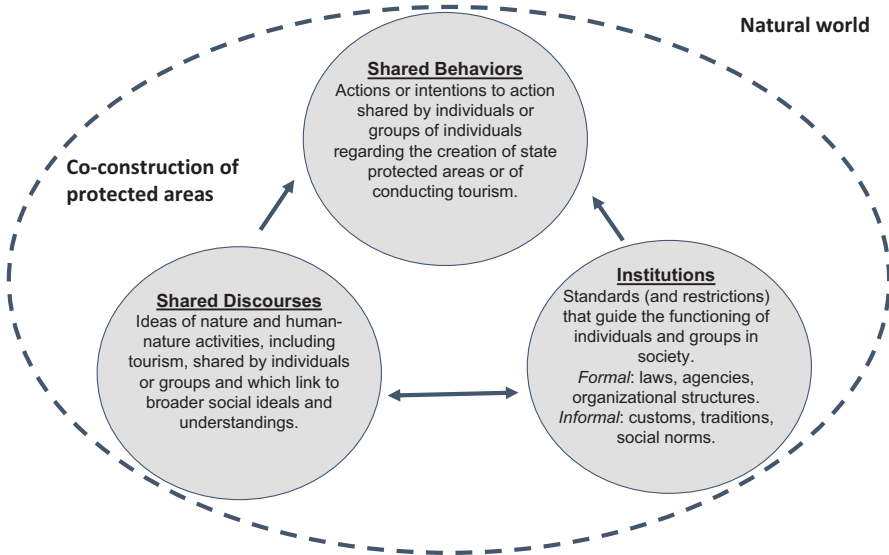 Natural world
Shared Behaviors
Actions or intentions to action
shared by individuals or
groups of individuals
regarding the creation of state
protected areas or of
conducting tourism.
Co-construction of
protected areas
Shared Discourses
Ideas of nature and human-
nature activities, including
tourism, shared by individuals
or groups and which link to
broader social ideals and
understandings.
Institutions
Standards (and restrictions)
that guide the functioning of
individuals and groups in
society.
Formal: laws, agencies,
organizational structures.
Informal: customs, traditions,
social norms.